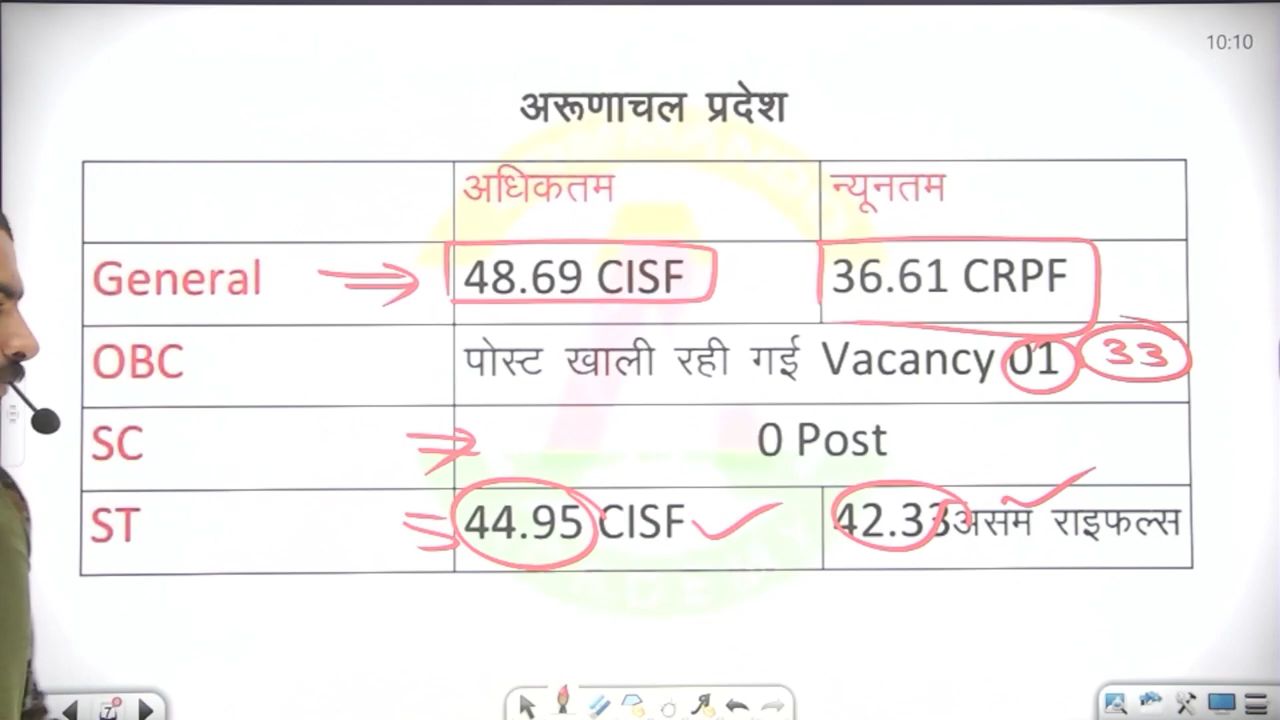 10:10
अरूणाचल प्रदेश
अधिकतम न्यूनतम
General 48.69 CISF 36.61 CRPF
OBC पोस्ट खाली रही गई Vacancy 01 33
SC 0 Post
ST 44.95 CISF 42.33 असम राइफल्स
7